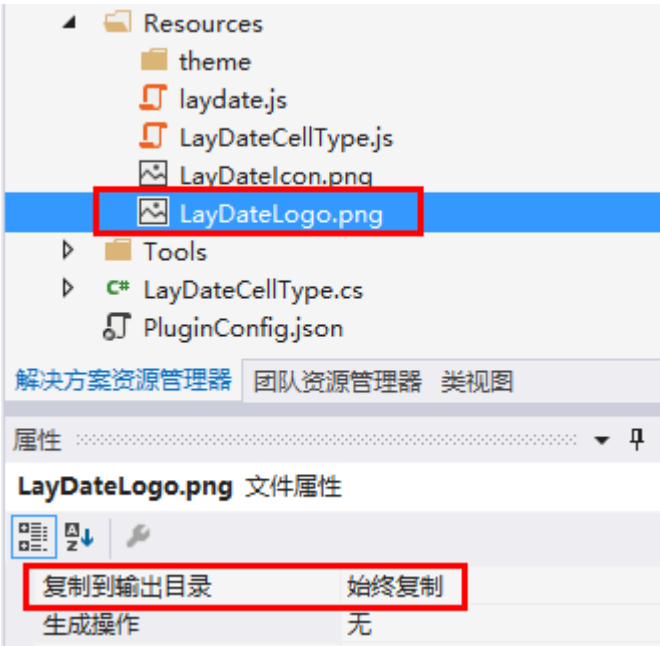 Resources
theme
laydate.js
LayDateCellType.js
LayDateIcon.png
LayDateLogo.png
Tools
C# LayDateCellType.cs
PluginConfig.json
解决方案资源管理器 团队资源管理器 类视图
属性
LayDateLogo.png 文件属性
复制到输出目录 始终复制
生成操作 无